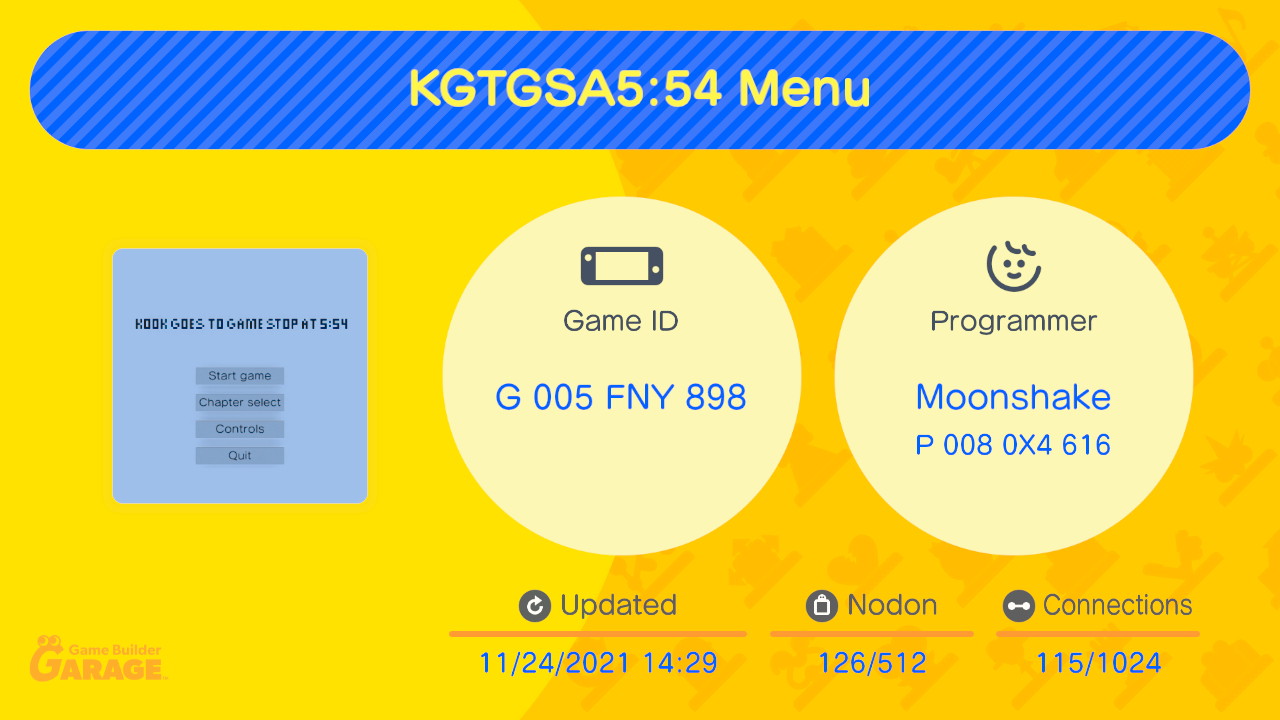 KGTGSA5:54 Menu
KOOK GOES TO GAMESTOP AT 5:54
Start game
Chapter select
Controls
Quit
Game ID
G 005 FNY 898
Programmer
Moonshake
P 008 0X4 616
Updated
11/24/2021 14:29
Nodon
126/512
Connections
115/1024
Game Builder
GARAGE